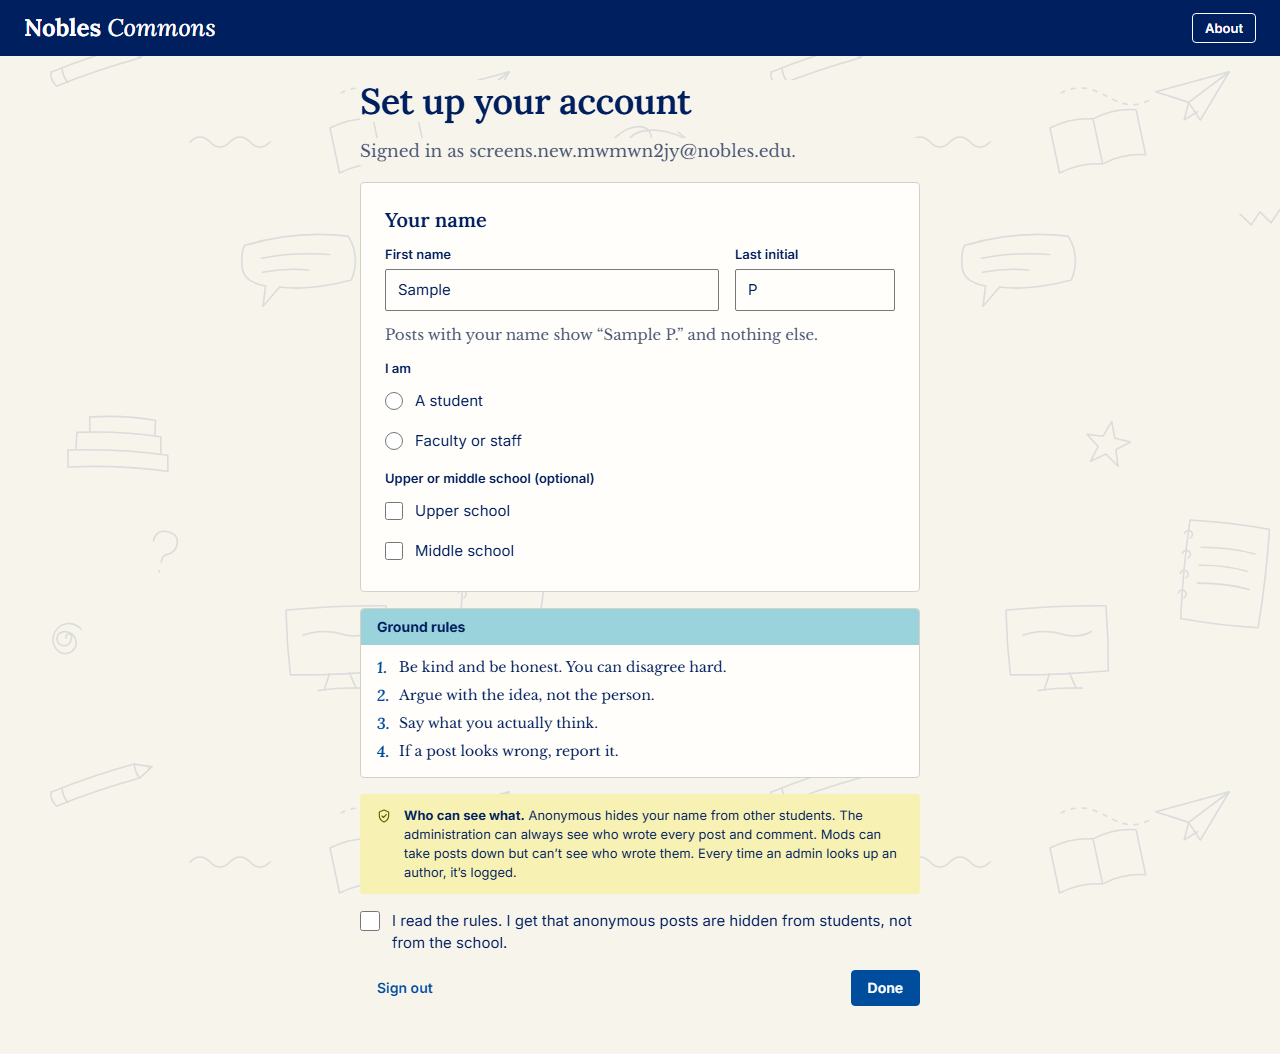 Nobles Commons
About
Set up your account
Signed in as screens.new.mwmwn2jy@nobles.edu.
Your name
First name
Last initial
Sample
P
Posts with your name show “Sample P.” and nothing else.
I am
A student
Faculty or staff
Upper or middle school (optional)
Upper school
Middle school
Ground rules
1. Be kind and be honest. You can disagree hard.
2. Argue with the idea, not the person.
3. Say what you actually think.
4. If a post looks wrong, report it.
Who can see what. Anonymous hides your name from other students. The
administration can always see who wrote every post and comment. Mods can
take posts down but can’t see who wrote them. Every time an admin looks up an
author, it’s logged.
I read the rules. I get that anonymous posts are hidden from students, not
from the school.
Sign out
Done